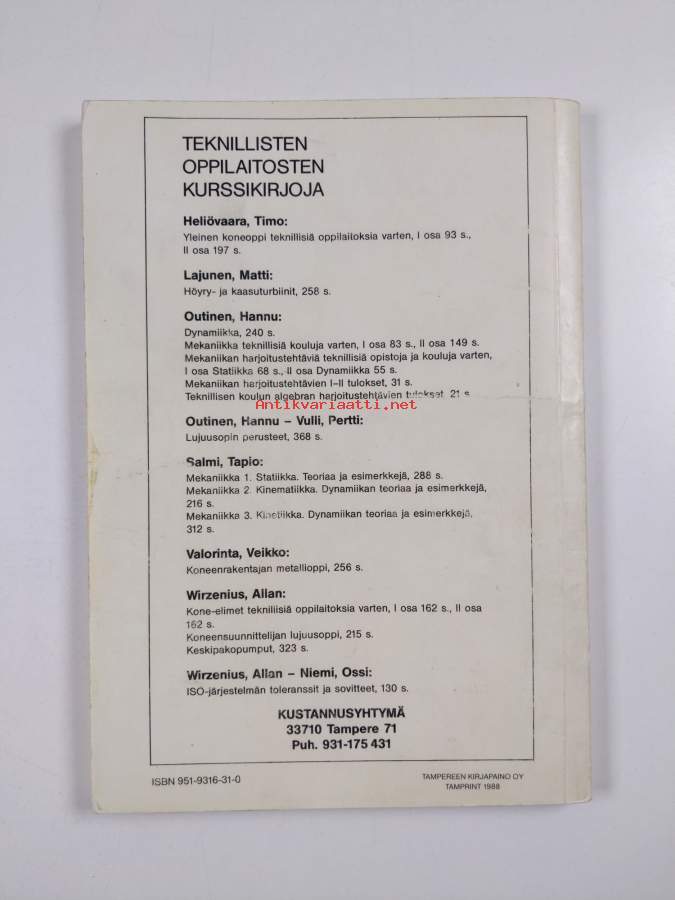 TEKNILLISTEN
OPPILAITOSTEN
KURSSIKIRJOJA
Heliövaara, Timo:
Yleinen koneoppi teknillisiä oppilaitoksia varten, I osa 93 s.,
II osa 197 s.
Lajunen, Matti:
Höyry- ja kaasuturbiinit, 258 s.
Outinen, Hannu:
Dynamiikka, 240 s.
Mekaniikka teknillisiä kouluja varten, I osa 83 s., II osa 149 s.
Mekaniikan harjoitustehtäviä teknillisiä opistoja ja kouluja varten,
I osa Statiikka 68 s., II osa Dynamiikka 55 s.
Mekaniikan harjoitustehtävien I–II tulokset, 31 s.
Teknillisen koulun algebran harjoitustehtävien tulokset, 21 s.
Antikvariaatti.net
Outinen, Hannu – Vulli, Pertti:
Lujuusopin perusteet, 368 s.
Salmi, Tapio:
Mekaniikka 1. Statiikka. Teoriaa ja esimerkkejä, 288 s.
Mekaniikka 2. Kinematiikka. Dynamiikan teoriaa ja esimerkkejä,
216 s.
Mekaniikka 3. Kinetiikka. Dynamiikan teoriaa ja esimerkkejä,
312 s.
Valorinta, Veikko:
Koneenrakentajan metallioppi, 256 s.
Wirzenius, Allan:
Kone-elimet teknillisiä oppilaitoksia varten, I osa 162 s., II osa
162 s.
Koneensuunnittelijan lujuusoppi, 215 s.
Keskipakopumput, 323 s.
Wirzenius, Allan – Niemi, Ossi:
ISO-järjestelmän toleranssit ja sovitteet, 130 s.
KUSTANNUSYHTYMÄ
33710 Tampere 71
Puh. 931-175 431
ISBN 951-9316-31-0
TAMPEREEN KIRJAPAINO OY
TAMPRINT 1988